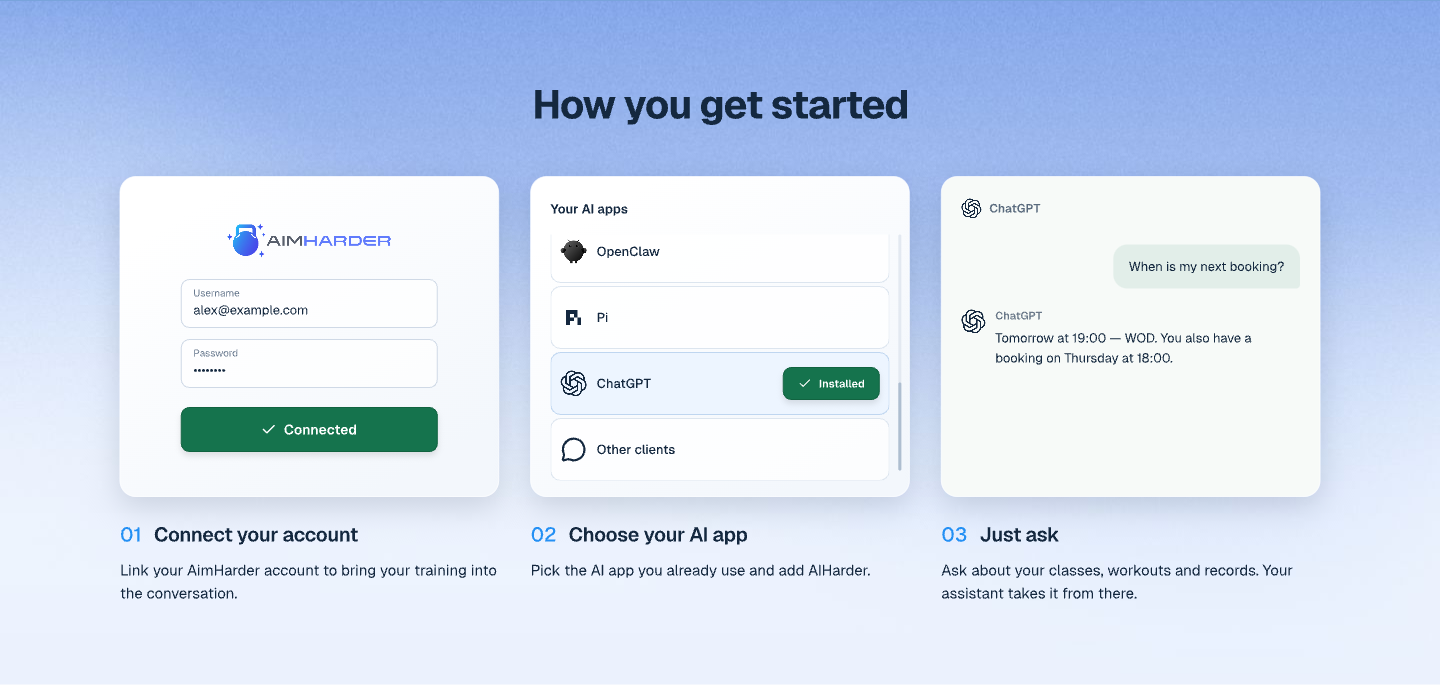 How you get started
AIMHARDER
Username
alex@example.com
Password
••••••••
Connected
Your AI apps
OpenClaw
Pi
ChatGPT
Installed
Other clients
ChatGPT
When is my next booking?
ChatGPT
Tomorrow at 19:00 — WOD. You also have a
booking on Thursday at 18:00.
01 Connect your account
Link your AimHarder account to bring your training into
the conversation.
02 Choose your AI app
Pick the AI app you already use and add AIHarder.
03 Just ask
Ask about your classes, workouts and records. Your
assistant takes it from there.